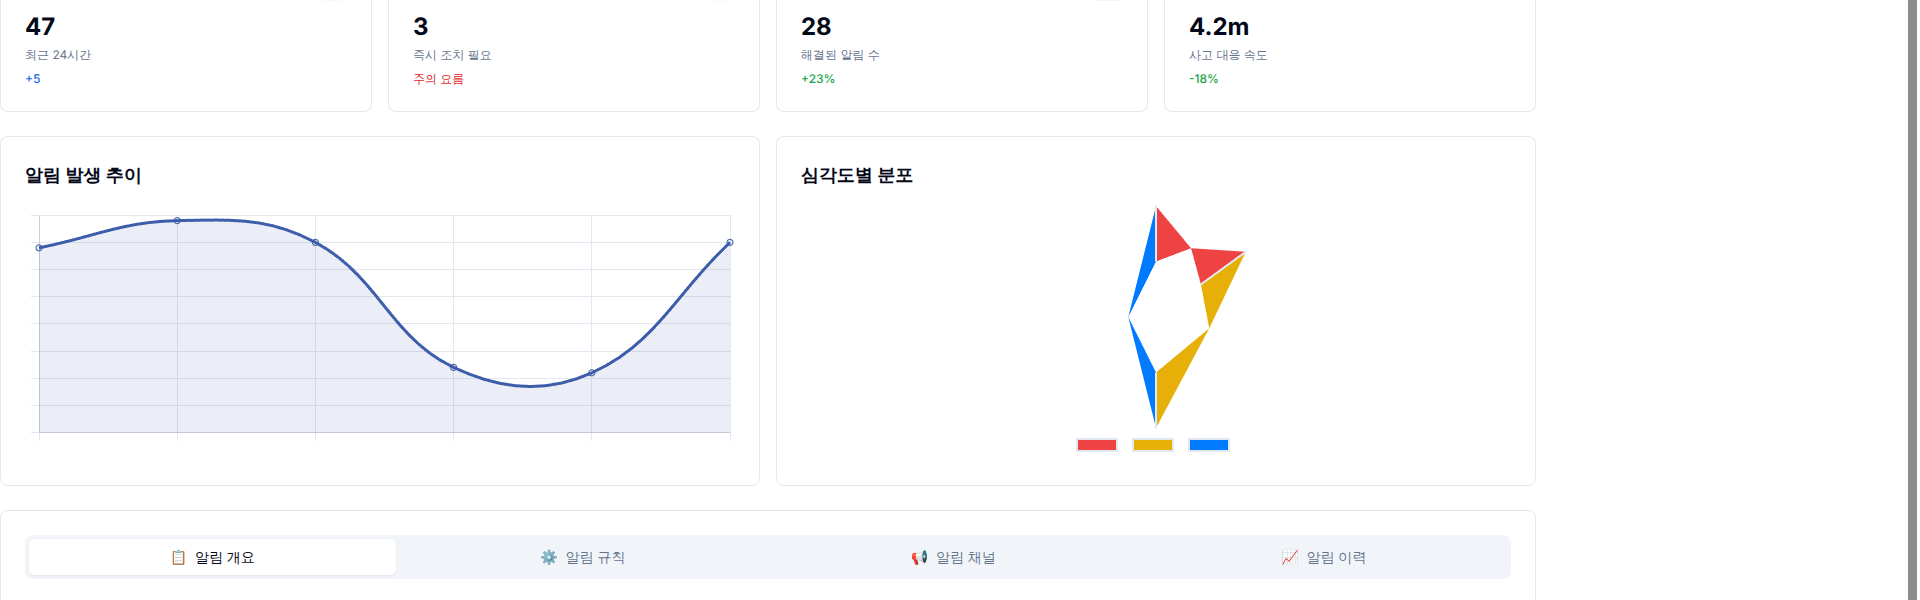 47
최근 24시간
+5
3
즉시 조치 필요
주의 요름
28
해결된 알림 수
+23%
4.2m
사고 대응 속도
-18%
알림 발생 추이
심각도별 분포
알림 개요
알림 규칙
알림 채널
알림 이력